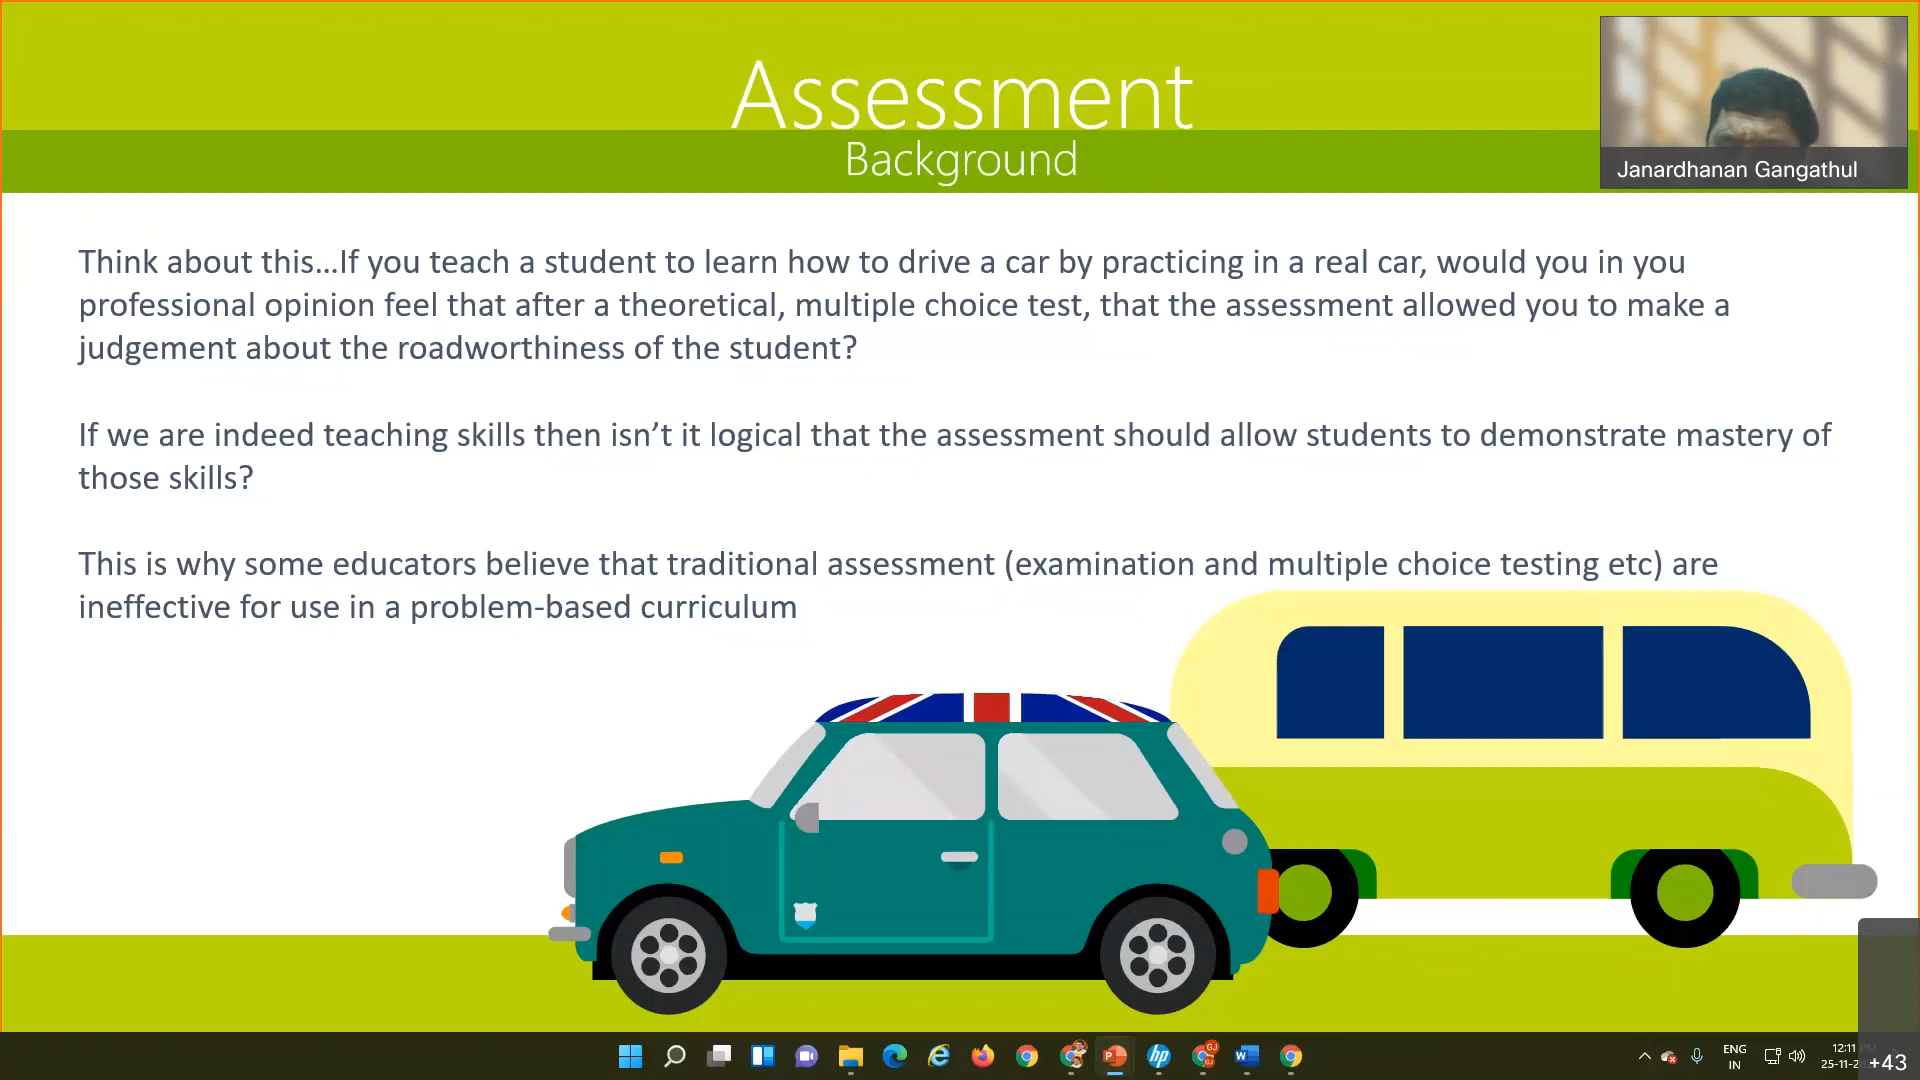 Assessment
Background
Janardhanan Gangathul
Think about this...If you teach a student to learn how to drive a car by practicing in a real car, would you in you
professional opinion feel that after a theoretical, multiple choice test, that the assessment allowed you to make a
judgement about the roadworthiness of the student?
If we are indeed teaching skills then isn’t it logical that the assessment should allow students to demonstrate mastery of
those skills?
This is why some educators believe that traditional assessment (examination and multiple choice testing etc) are
ineffective for use in a problem-based curriculum
ENG
IN
12:11
25-11-2
+43